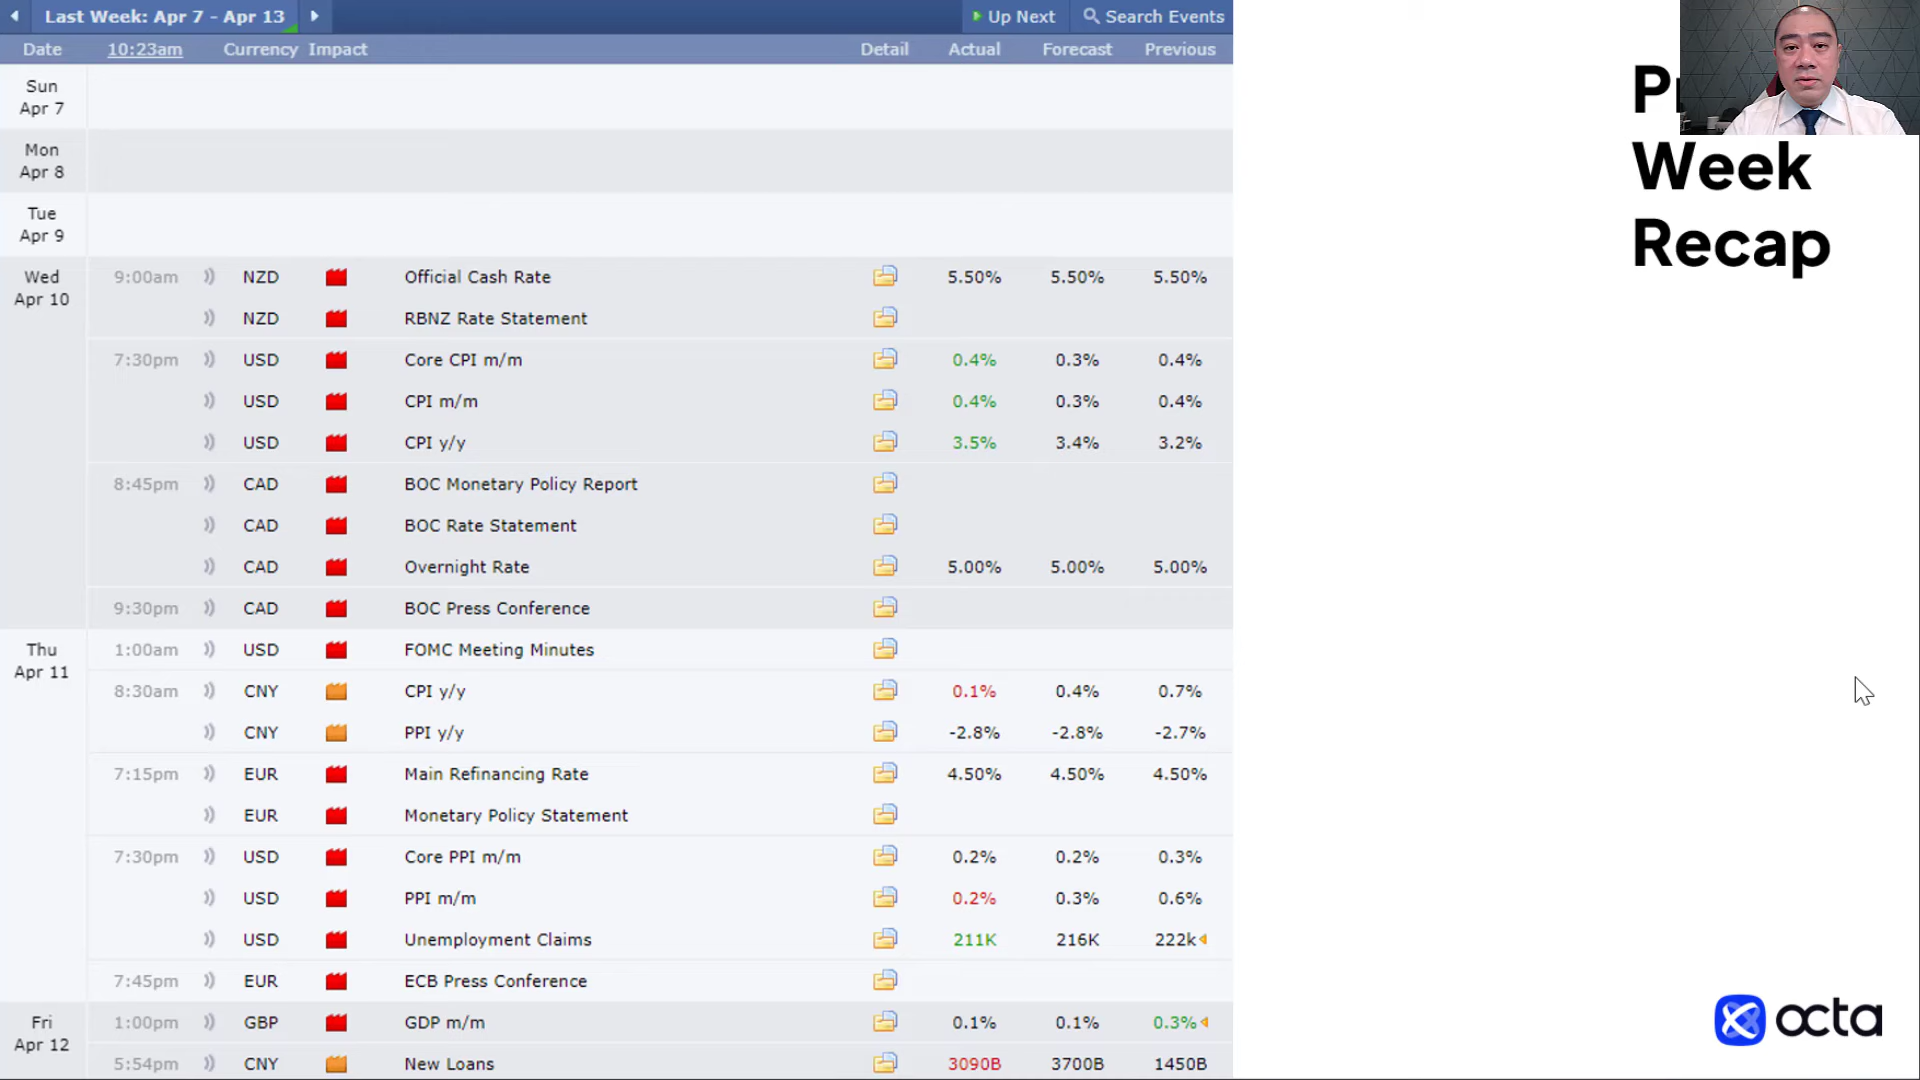 Last Week: Apr 7 - Apr 13 Up Next Search Events
Date 10:23am Currency Impact Detail Actual Forecast Previous
Sun
Apr 7
Mon
Apr 8
Tue
Apr 9
Wed
Apr 10
9:00am NZD Official Cash Rate 5.50% 5.50% 5.50%
NZD RBNZ Rate Statement
7:30pm USD Core CPI m/m 0.4% 0.3% 0.4%
USD CPI m/m 0.4% 0.3% 0.4%
USD CPI y/y 3.5% 3.4% 3.2%
8:45pm CAD BOC Monetary Policy Report
CAD BOC Rate Statement
CAD Overnight Rate 5.00% 5.00% 5.00%
9:30pm CAD BOC Press Conference
Thu
Apr 11
1:00am USD FOMC Meeting Minutes
8:30am CNY CPI y/y 0.1% 0.4% 0.7%
CNY PPI y/y -2.8% -2.8% -2.7%
7:15pm EUR Main Refinancing Rate 4.50% 4.50% 4.50%
EUR Monetary Policy Statement
7:30pm USD Core PPI m/m 0.2% 0.2% 0.3%
USD PPI m/m 0.2% 0.3% 0.6%
USD Unemployment Claims 211K 216K 222k
7:45pm EUR ECB Press Conference
Fri
Apr 12
1:00pm GBP GDP m/m 0.1% 0.1% 0.3%
5:54pm CNY New Loans 3090B 3700B 1450B
Week
Recap
octa